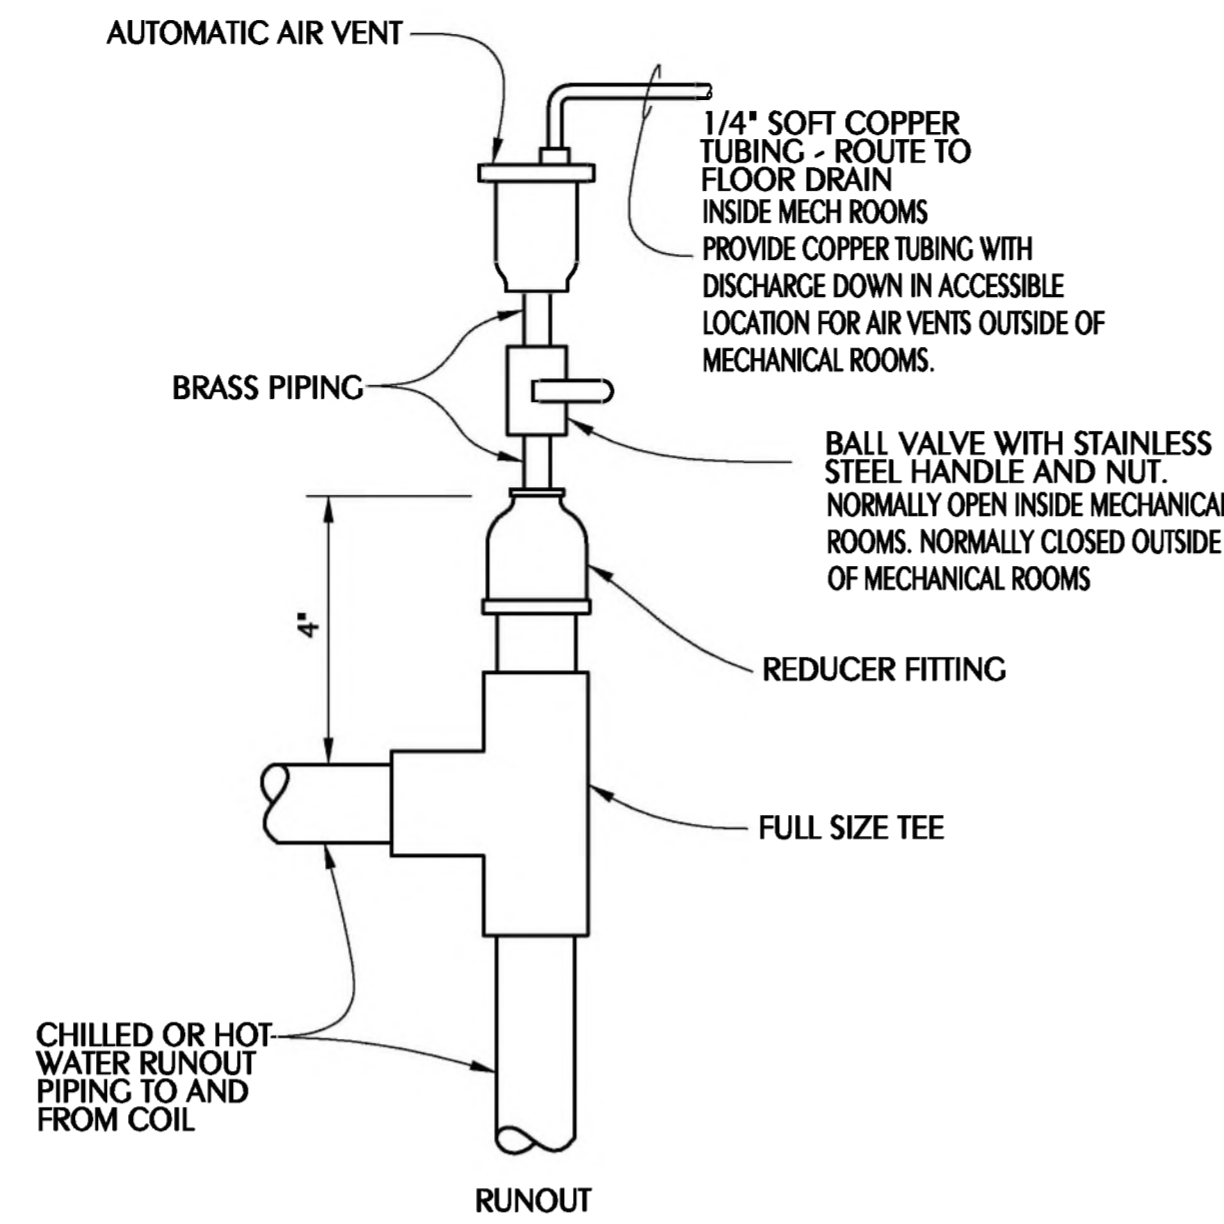 AUTOMATIC AIR VENT
1/4" SOFT COPPER
TUBING - ROUTE TO
FLOOR DRAIN
INSIDE MECH ROOMS
PROVIDE COPPER TUBING WITH
DISCHARGE DOWN IN ACCESSIBLE
LOCATION FOR AIR VENTS OUTSIDE OF
MECHANICAL ROOMS.
BRASS PIPING
BALL VALVE WITH STAINLESS
STEEL HANDLE AND NUT.
NORMALLY OPEN INSIDE MECHANICAL
ROOMS. NORMALLY CLOSED OUTSIDE
OF MECHANICAL ROOMS
4"
REDUCER FITTING
FULL SIZE TEE
CHILLED OR HOT
WATER RUNOUT
PIPING TO AND
FROM COIL
RUNOUT